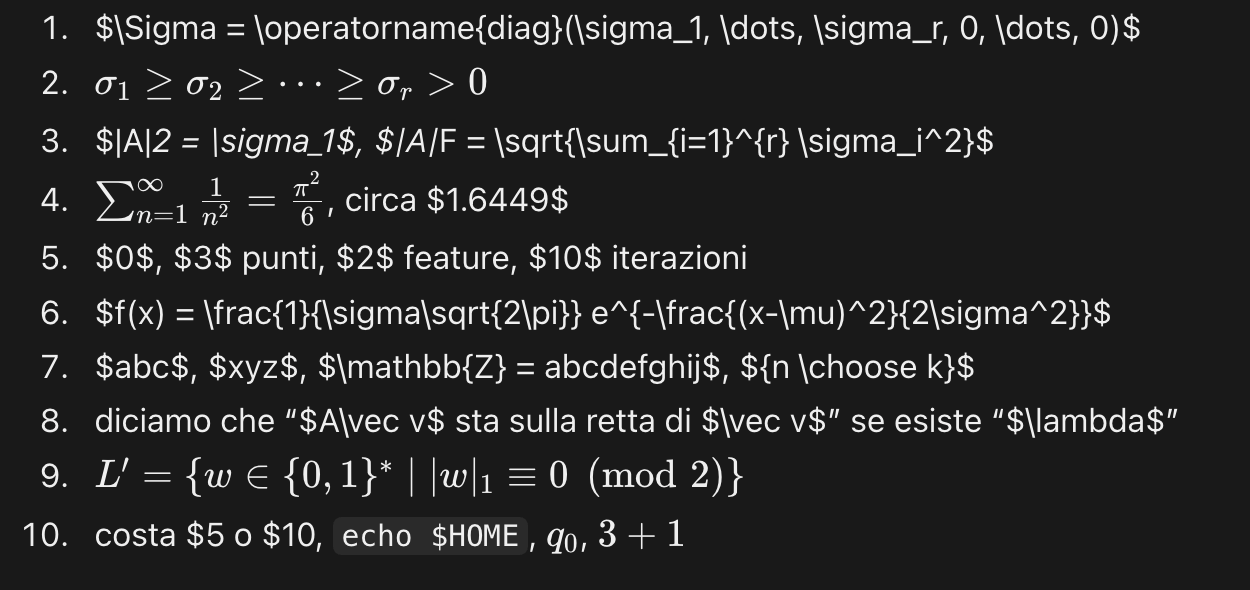 1. $\Sigma = \operatorname{diag}(\sigma_1, \dots, \sigma_r, 0, \dots, 0)$
2. σ₁ ≥ σ₂ ≥ ⋯ ≥ σᵣ > 0
3. $|A|2 = |sigma_1$, $|A|F = \sqrt{\sum_{i=1}^{r} \sigma_i^2}$
4. ∑ₙ₌₁^∞ 1/n² = π²/6, circa $1.6449$
5. $0$, $3$ punti, $2$ feature, $10$ iterazioni
6. $f(x) = \frac{1}{\sigma\sqrt{2\pi}} e^{-\frac{(x-\mu)^2}{2\sigma^2}}$
7. $abc$, $xyz$, $\mathbb{Z} = abcdefghij$, ${n \choose k}$
8. diciamo che “$A\vec v$ sta sulla retta di $\vec v$” se esiste “$\lambda$”
9. L′ = {w ∈ {0, 1}* | |w|₁ ≡ 0 (mod 2)}
10. costa $5 o $10, echo $HOME, q₀, 3 + 1